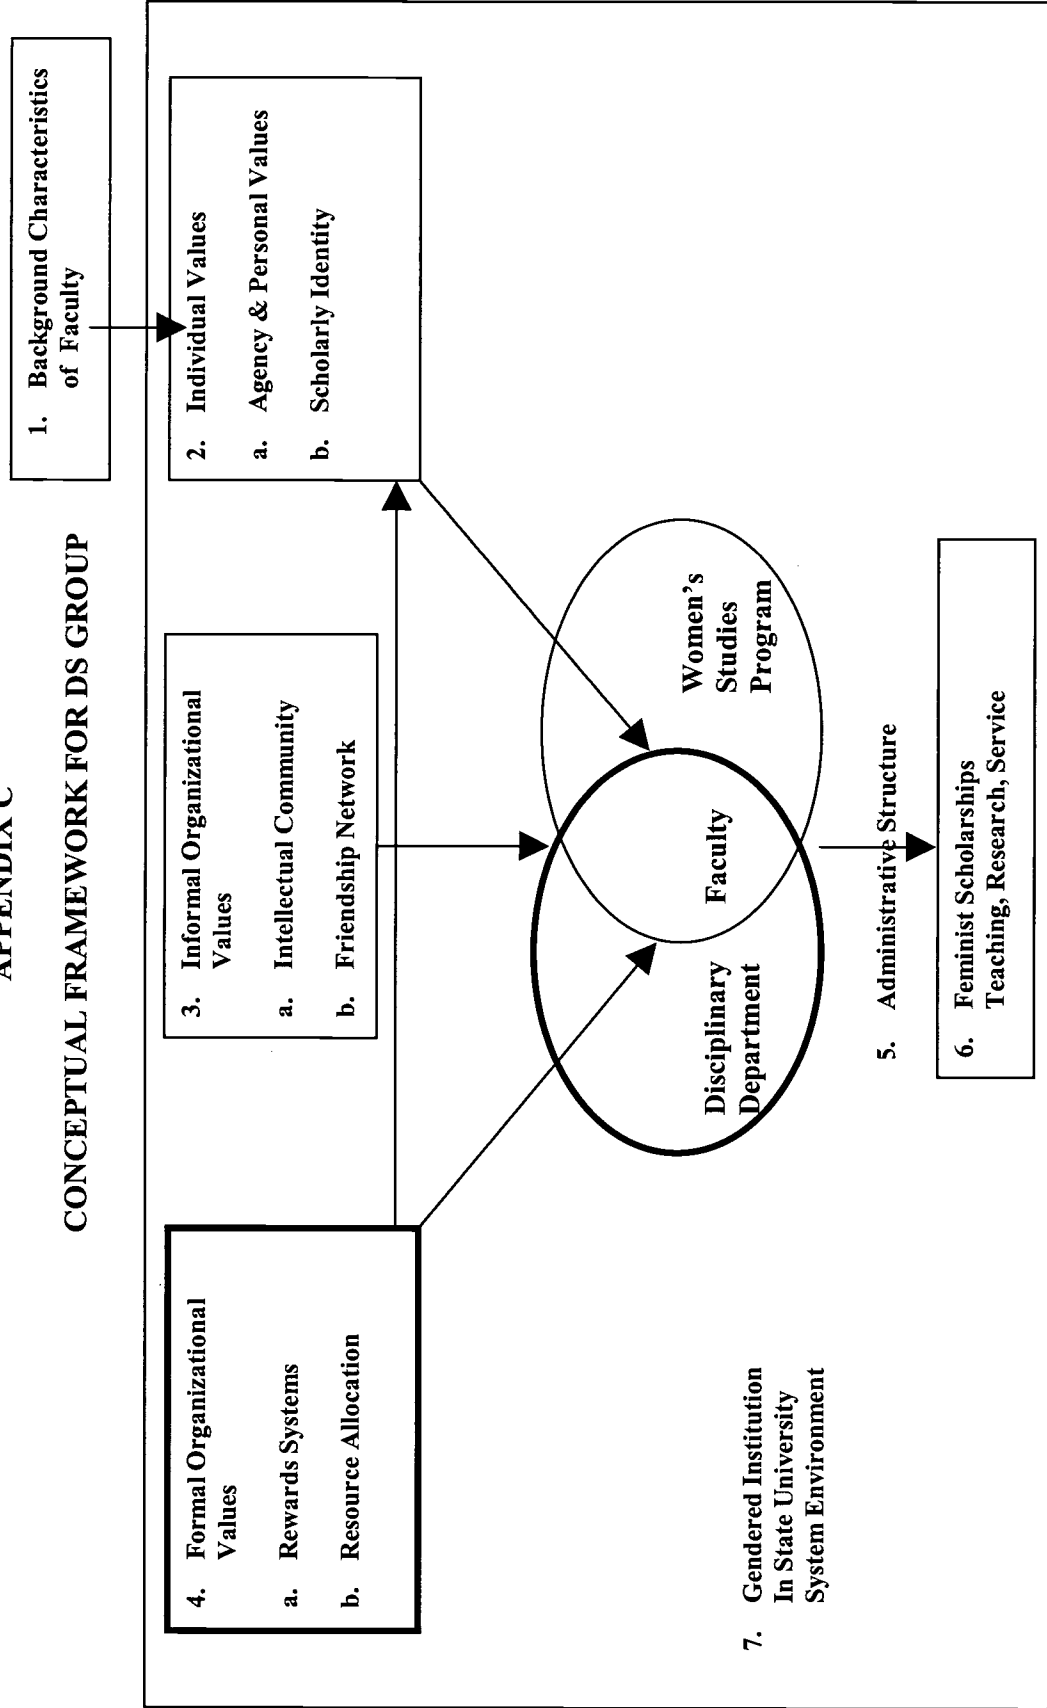 APPENDIX C
CONCEPTUAL FRAMEWORK FOR DS GROUP
1. Background Characteristics
of Faculty
4. Formal Organizational
Values
a. Rewards Systems
b. Resource Allocation
3. Informal Organizational
Values
a. Intellectual Community
b. Friendship Network
2. Individual Values
a. Agency & Personal Values
b. Scholarly Identity
Disciplinary
Department
Faculty
Women's
Studies
Program
7. Gendered Institution
In State University
System Environment
5. Administrative Structure
6. Feminist Scholarships
Teaching, Research, Service